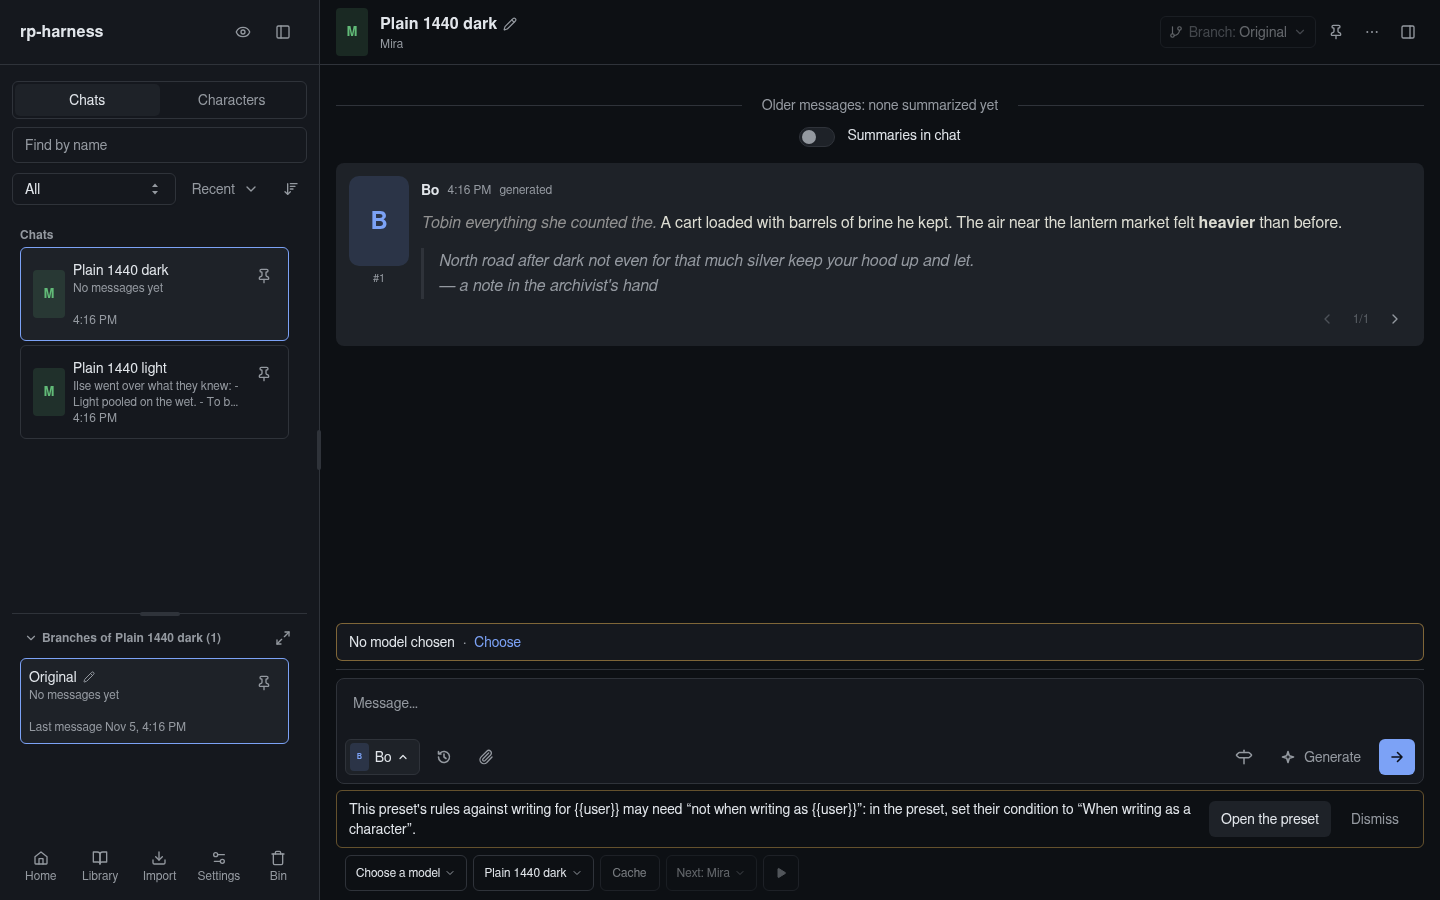 rp-harness
Chats
Characters
Find by name
All
Recent
Chats
M
Plain 1440 dark
No messages yet
4:16 PM
M
Plain 1440 light
Ilse went over what they knew: -
Light pooled on the wet. - To b...
4:16 PM
Branches of Plain 1440 dark (1)
Original
No messages yet
Last message Nov 5, 4:16 PM
Home
Library
Import
Settings
Bin
M
Plain 1440 dark
Mira
Branch: Original
Older messages: none summarized yet
Summaries in chat
B
#1
Bo 4:16 PM generated
Tobin everything she counted the. A cart loaded with barrels of brine he kept. The air near the lantern market felt heavier than before.
North road after dark not even for that much silver keep your hood up and let.
— a note in the archivist's hand
1/1
No model chosen · Choose
Message...
B
Bo
Generate
This preset's rules against writing for {{user}} may need “not when writing as {{user}}”: in the preset, set their condition to “When writing as a
character”.
Open the preset
Dismiss
Choose a model
Plain 1440 dark
Cache
Next: Mira